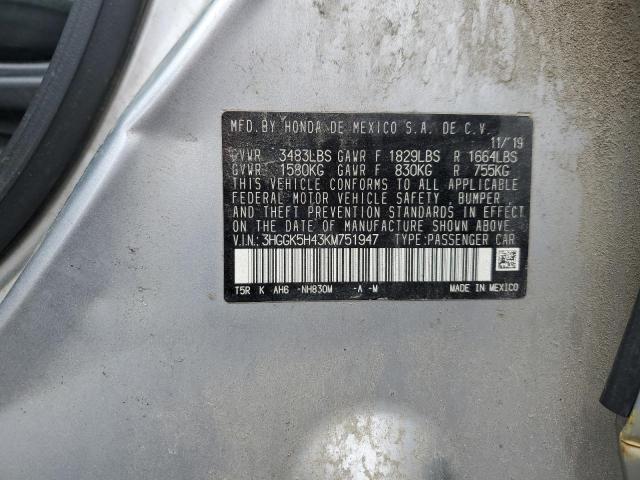 MFD.BY HONDA DE MEXICO S.A. DE C.V.
11/'19
GVWR 3483LBS GAWR F 1829LBS R 1664LBS
GVWR 1580KG GAWR F 830KG R 755KG
THIS VEHICLE CONFORMS TO ALL APPLICABLE
FEDERAL MOTOR VEHICLE SAFETY, BUMPER,
AND THEFT PREVENTION STANDARDS IN EFFECT
ON THE DATE OF MANUFACTURE SHOWN ABOVE.
V.I.N.: 3HGGK5H43KM751947 TYPE:PASSENGER CAR
T5R K AH6 -NH830M -A -M MADE IN MEXICO